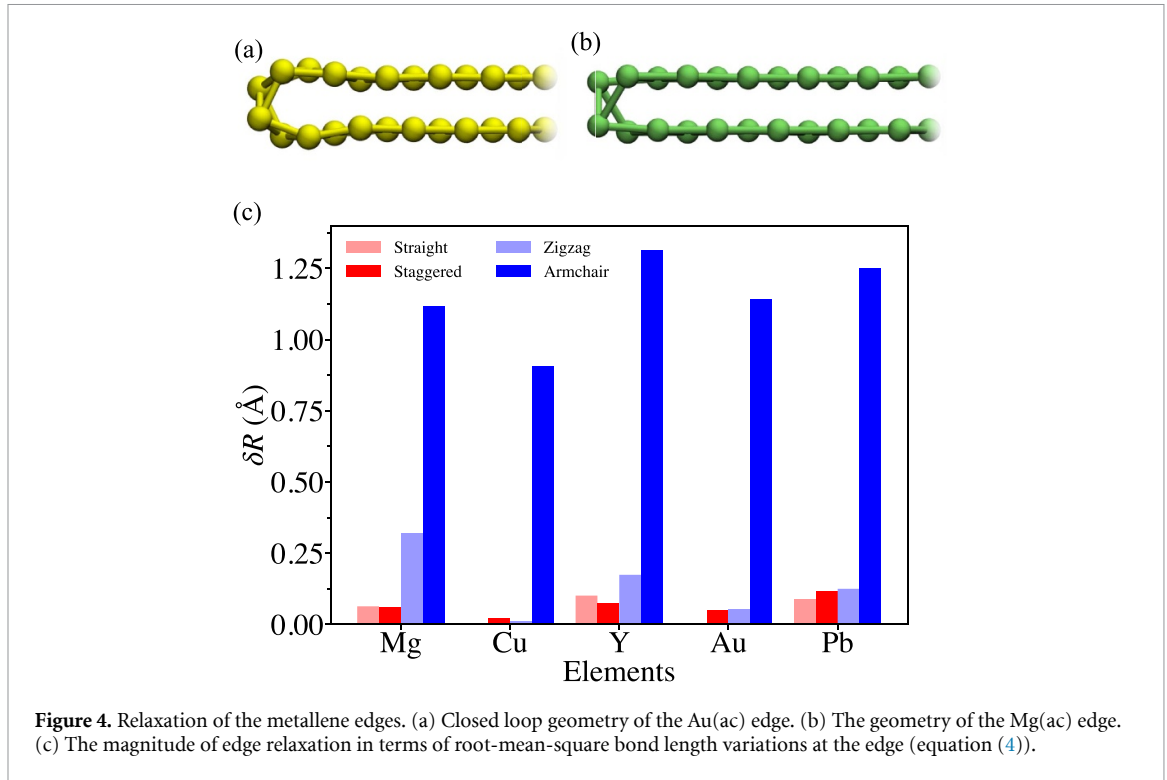 (a)
(b)
(c)
Straight
Staggered
Zigzag
Armchair
1.25
1.00
0.75
0.50
0.25
0.00
δR (Å)
Mg Cu Y Au Pb
Elements
Figure 4. Relaxation of the metallene edges. (a) Closed loop geometry of the Au(ac) edge. (b) The geometry of the Mg(ac) edge.
(c) The magnitude of edge relaxation in terms of root-mean-square bond length variations at the edge (equation (4)).